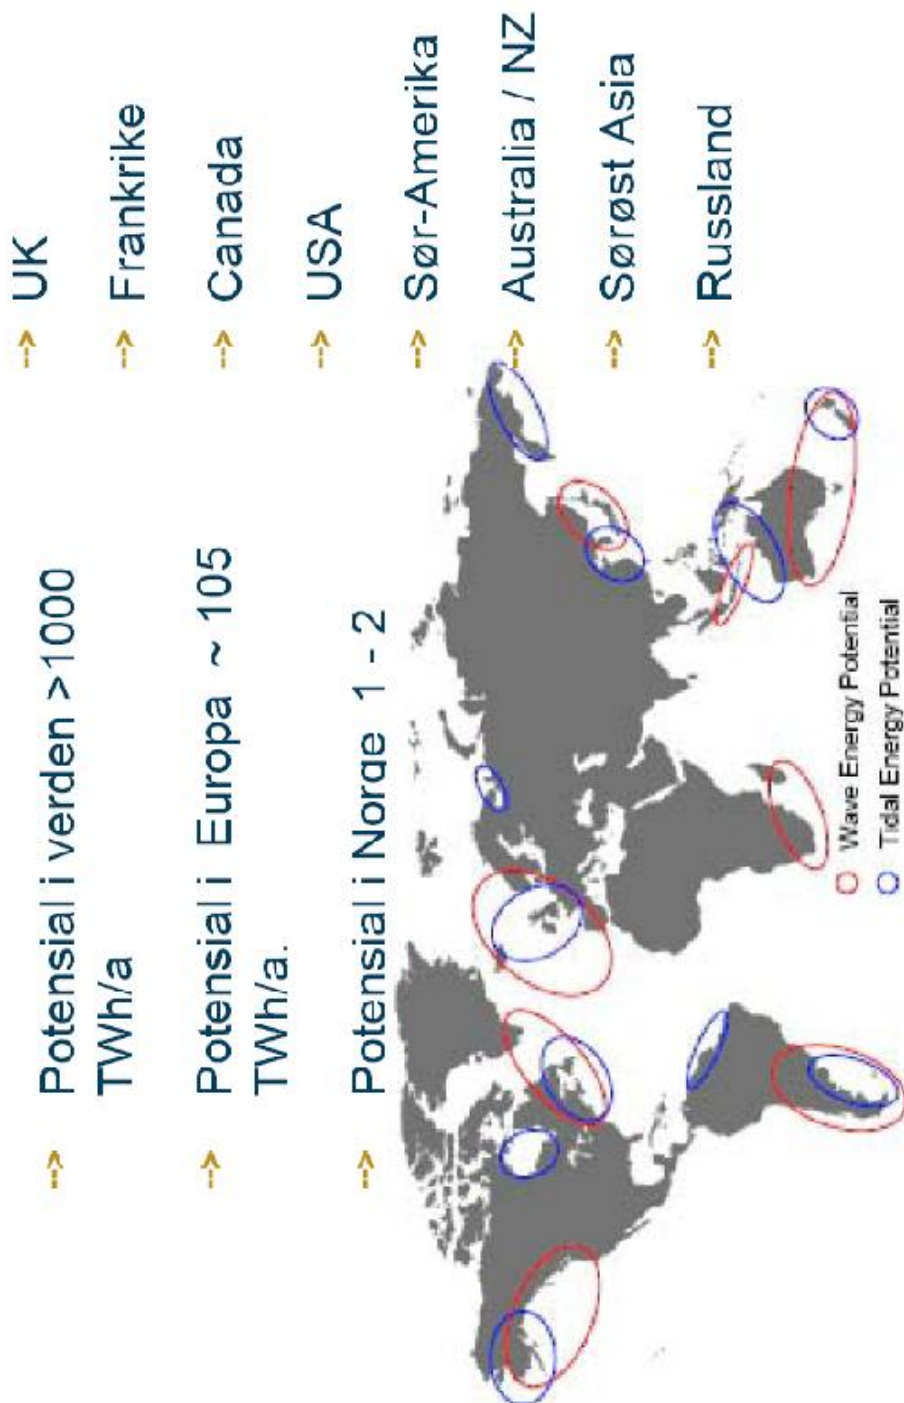 --> Potensial i verden >1000
TWh/a
--> Potensial i Europa ~ 105
TWh/a.
--> Potensial i Norge 1 - 2
--> UK
--> Frankrike
--> Canada
--> USA
--> Sør-Amerika
--> Australia / NZ
--> Sørøst Asia
--> Russland
Wave Energy Potential
Tidal Energy Potential